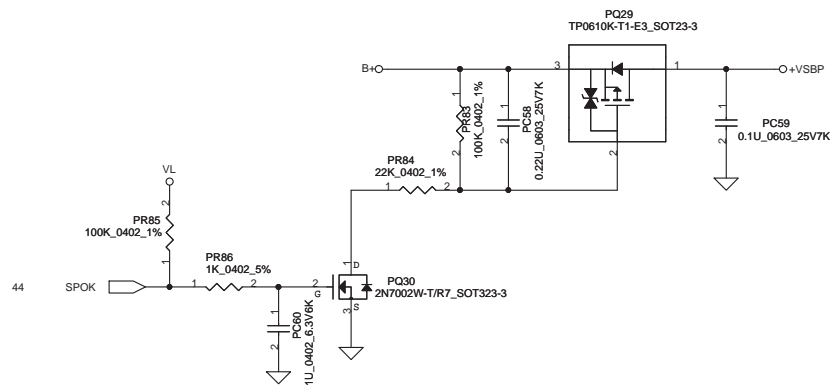 PQ29
TP0610K-T1-E3_SOT23-3
B+
3
1
+VSBP
1
PR83
100K_0402_1%
2
1
PC58
0.22U_0603_25V7K
2
1
PC59
0.1U_0603_25V7K
2
2
PR84
22K_0402_1%
1
2
VL
2
PR85
100K_0402_1%
1
PR86
1K_0402_5%
1
D
44
SPOK
1
2
2
G
PQ30
2N7002W-T/R7_SOT323-3
S
3
1
PC60
1U_0402_6.3V6K
2